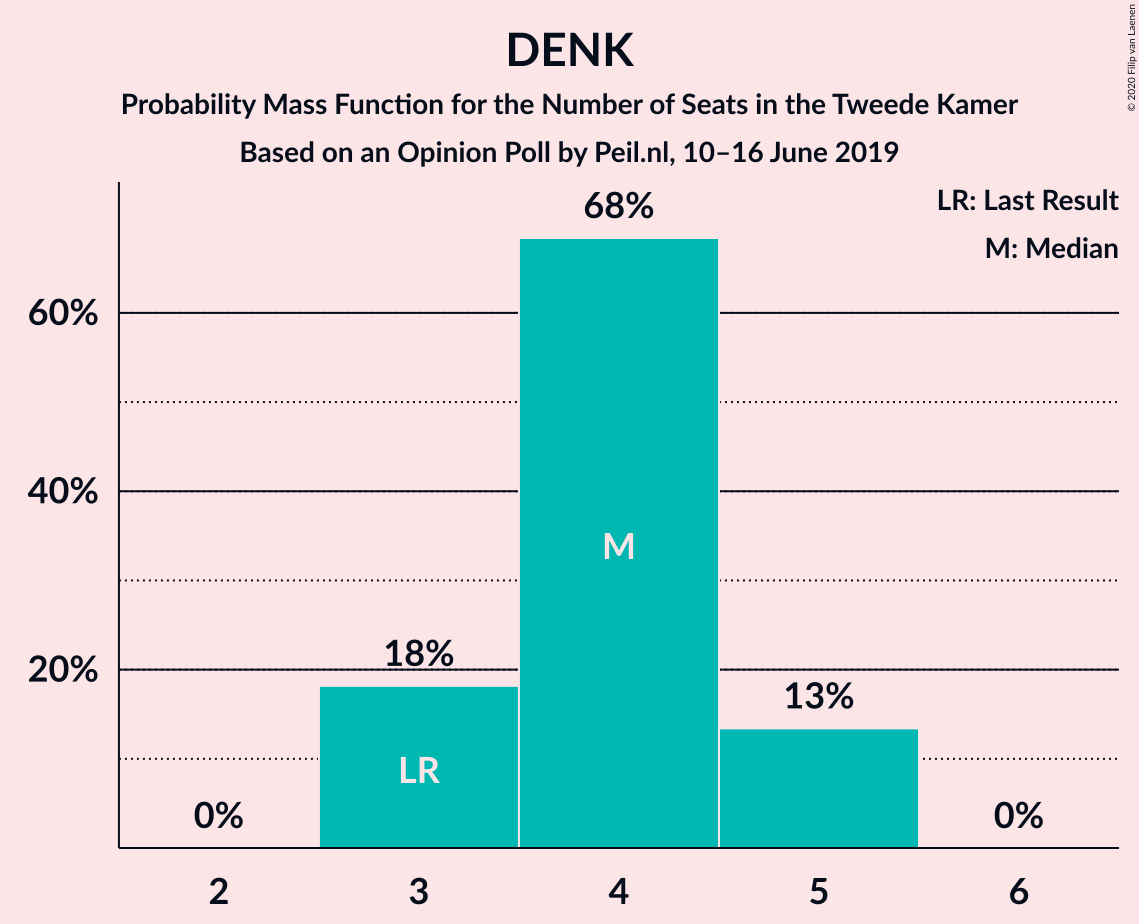 DENK
Probability Mass Function for the Number of Seats in the Tweede Kamer
Based on an Opinion Poll by Peil.nl, 10–16 June 2019
© 2020 Filip van Laenen
LR: Last Result
M: Median
68%
60%
40%
20%
M
18%
13%
LR
0%
0%
2 3 4 5 6